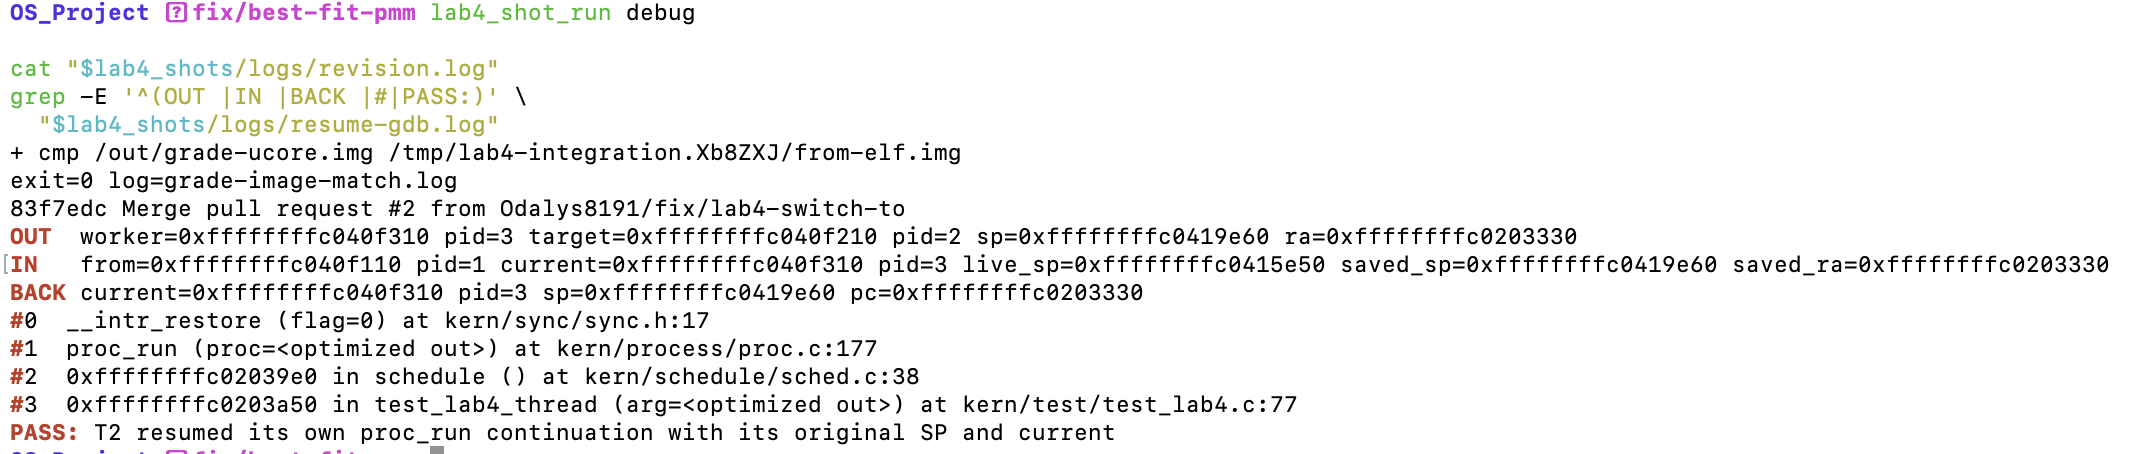 OS_Project ? fix/best-fit-pmm lab4_shot_run debug
cat "$lab4_shots/logs/revision.log"
grep -E '^(OUT |IN |BACK |#|PASS:)' \
"$lab4_shots/logs/resume-gdb.log"
+ cmp /out/grade-ucore.img /tmp/lab4-integration.Xb8ZXJ/from-elf.img
exit=0 log=grade-image-match.log
83f7edc Merge pull request #2 from Odalys8191/fix/lab4-switch-to
OUT worker=0xffffffffc040f310 pid=3 target=0xffffffffc040f210 pid=2 sp=0xffffffffc0419e60 ra=0xffffffffc0203330
[IN from=0xffffffffc040f110 pid=1 current=0xffffffffc040f310 pid=3 live_sp=0xffffffffc0415e50 saved_sp=0xffffffffc0419e60 saved_ra=0xffffffffc0203330
BACK current=0xffffffffc040f310 pid=3 sp=0xffffffffc0419e60 pc=0xffffffffc0203330
#0 __intr_restore (flag=0) at kern/sync/sync.h:17
#1 proc_run (proc=<optimized out>) at kern/process/proc.c:177
#2 0xffffffffc02039e0 in schedule () at kern/schedule/sched.c:38
#3 0xffffffffc0203a50 in test_lab4_thread (arg=<optimized out>) at kern/test/test_lab4.c:77
PASS: T2 resumed its own proc_run continuation with its original SP and current